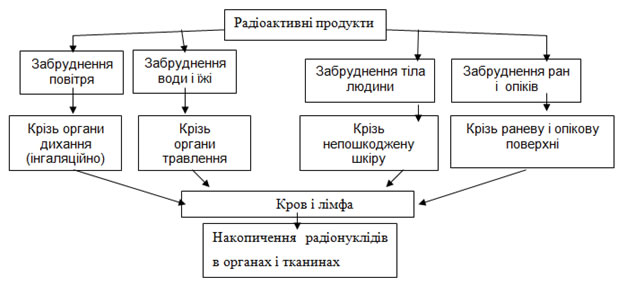 Радіоактивні продукти
Забруднення
повітря
Забруднення
води і їжі
Забруднення тіла
людини
Забруднення ран
і опіків
Крізь органи
дихання
(інгаляційно)
Крізь
органи
травлення
Крізь
непошкоджену
шкіру
Крізь раневу і опікову
поверхні
Кров і лімфа
Накопичення радіонуклідів
в органах і тканинах